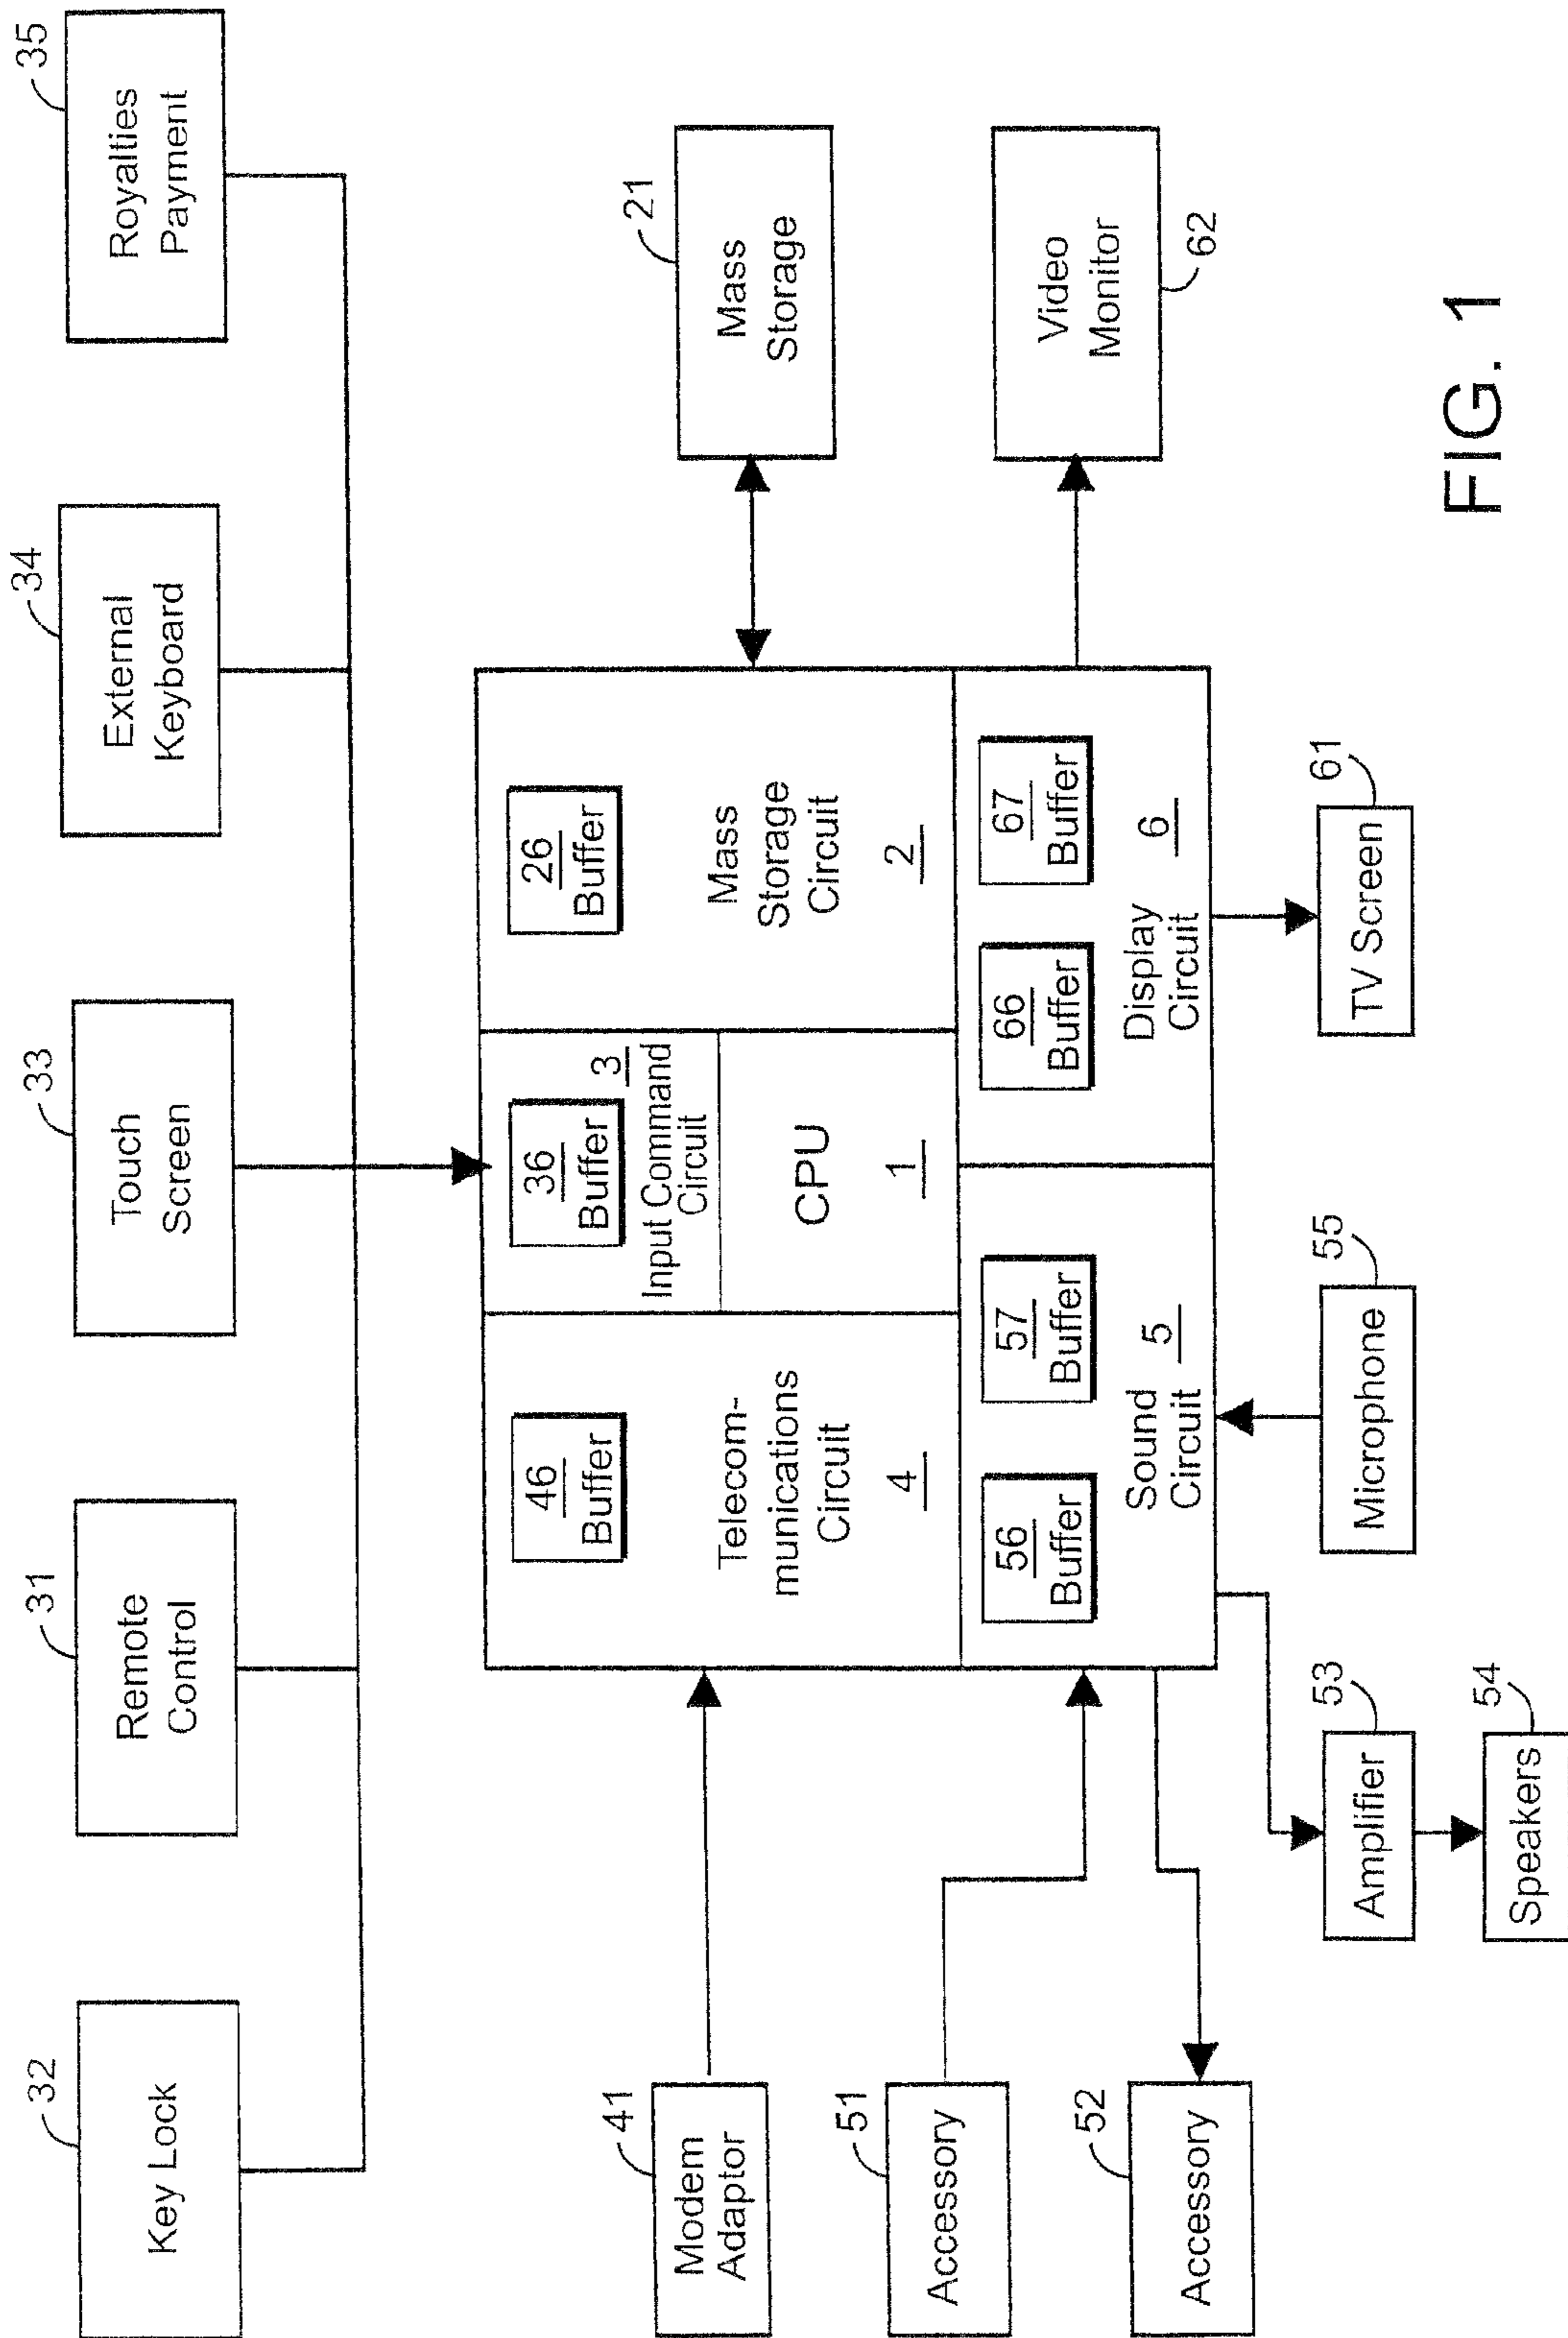 32
Key Lock
31
Remote
Control
33
Touch
Screen
34
External
Keyboard
35
Royalties
Payment
41
Modem
Adaptor
46
Buffer
Telecom-
munications
Circuit
4
36
Buffer
3
Input Command
Circuit
CPU
1
26
Buffer
Mass
Storage
Circuit
2
21
Mass
Storage
51
Accessory
52
Accessory
56
Buffer
57
Buffer
Sound
Circuit
5
66
Buffer
67
Buffer
Display
Circuit
6
Video
Monitor
62
53
Amplifier
54
Speakers
55
Microphone
61
TV Screen
FIG. 1